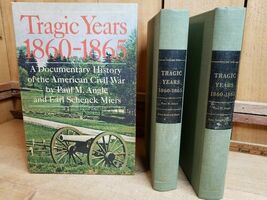 Tragic Years
1860-1865
A Documentary History
of the American Civil War
by Paul M. Angle
and Earl Schenck Miers
TRAGIC
YEARS
1860-1865
TRAGIC
YEARS
1860-1865